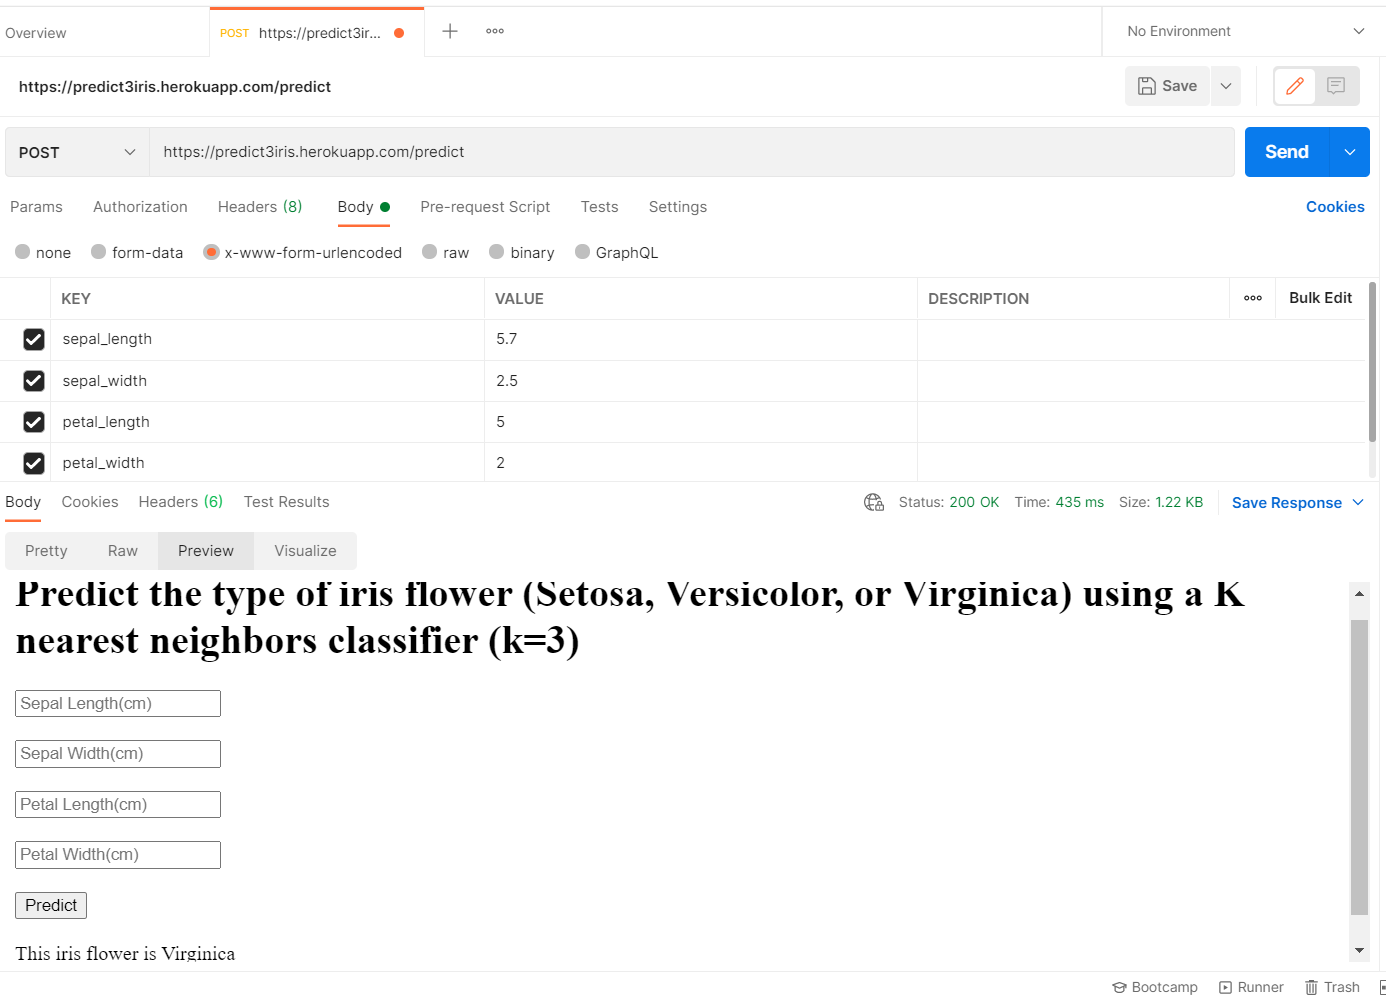 Overview
POST https://predict3ir...
No Environment
https://predict3iris.herokuapp.com/predict
Save
POST https://predict3iris.herokuapp.com/predict
Send
Params Authorization Headers (8) Body Pre-request Script Tests Settings Cookies
none form-data x-www-form-urlencoded raw binary GraphQL
KEY VALUE DESCRIPTION Bulk Edit
sepal_length 5.7
sepal_width 2.5
petal_length 5
petal_width 2
Body Cookies Headers (6) Test Results Status: 200 OK Time: 435 ms Size: 1.22 KB Save Response
Pretty Raw Preview Visualize
Predict the type of iris flower (Setosa, Versicolor, or Virginica) using a K
nearest neighbors classifier (k=3)
Sepal Length(cm)
Sepal Width(cm)
Petal Length(cm)
Petal Width(cm)
Predict
This iris flower is Virginica
Bootcamp Runner Trash